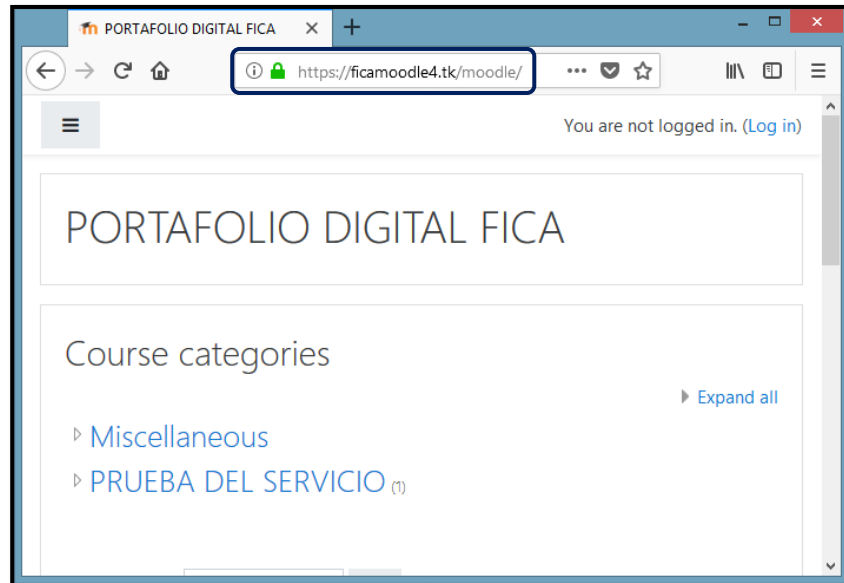 PORTAFOLIO DIGITAL FICA
https://ficamoodle4.tk/moodle/
You are not logged in. (Log in)
PORTAFOLIO DIGITAL FICA
Course categories
Expand all
Miscellaneous
PRUEBA DEL SERVICIO (1)